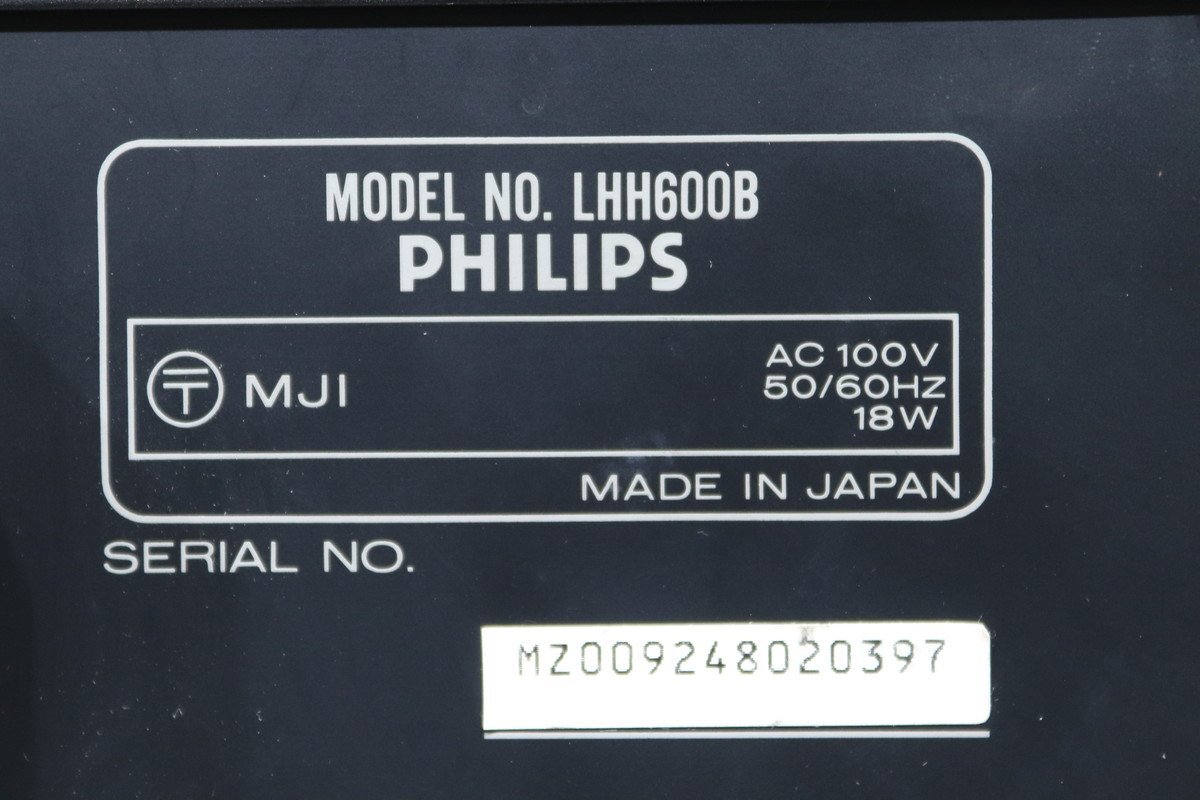 MODEL NO. LHH600B
PHILIPS
〒 MJI
AC 100V
50/60HZ
18W
MADE IN JAPAN
SERIAL NO.
MZ009248020397